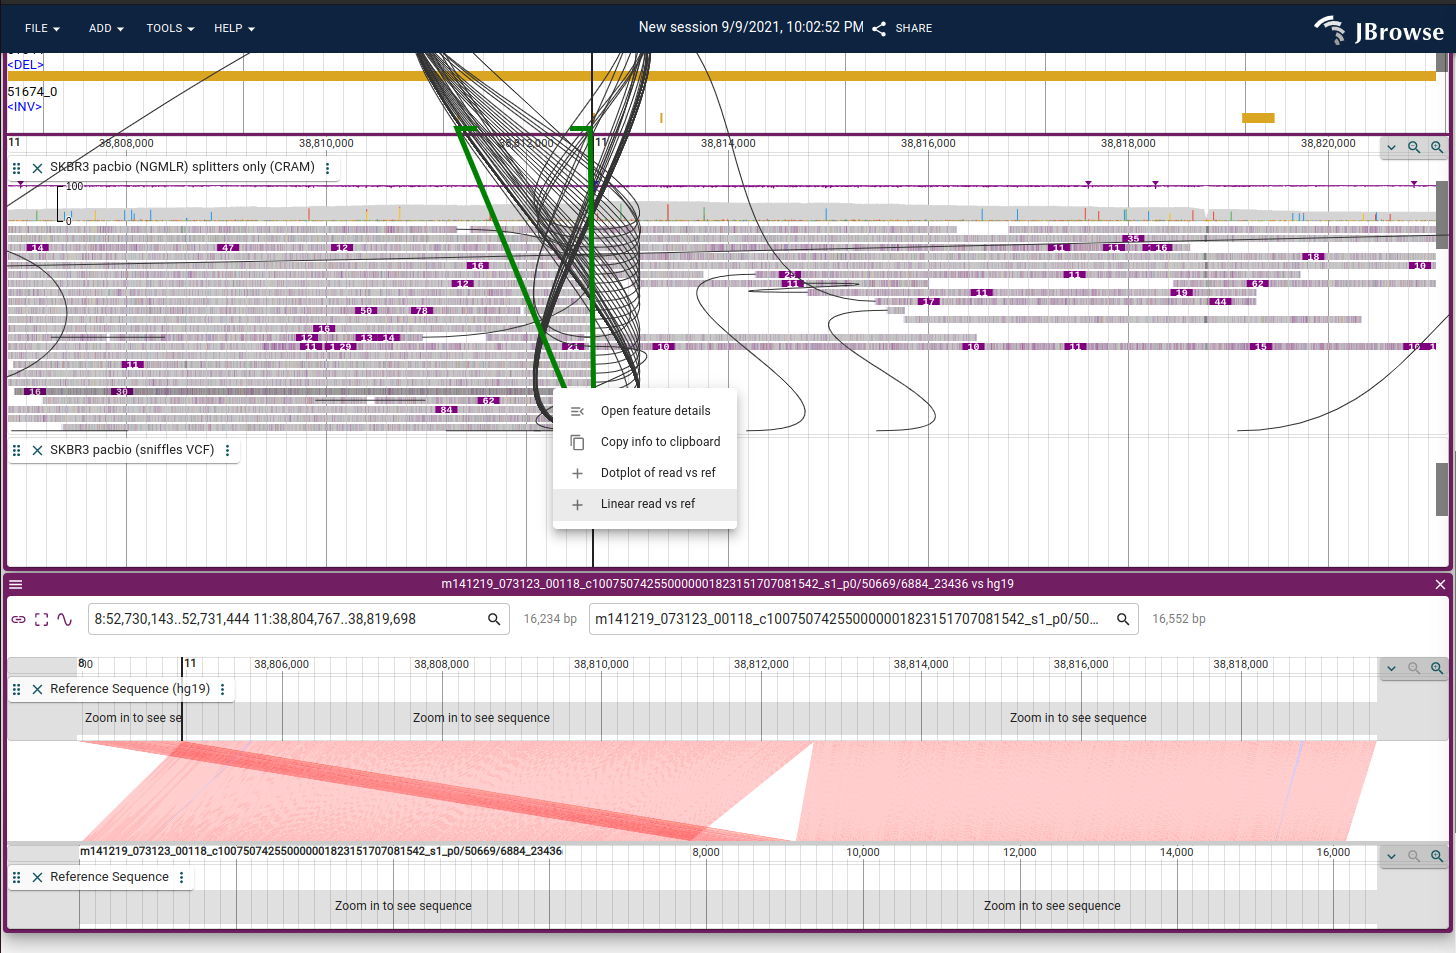 FILE ADD TOOLS HELP New session 9/9/2021, 10:02:52 PM SHARE JBrowse
<DEL>
51674_0
<INV>
11 38,808,000 38,810,000 38,812,000 11 38,814,000 38,816,000 38,818,000 38,820,000
SKBR3 pacbio (NGMLR) splitters only (CRAM)
100
0
35
14 47 12 11 11 16
18
16 10
25 11
12 11 62
11 19
17 44
50 78
16
12 13 14
11 1 29 21 10 10 11 15
11
16 30
62
84
Open feature details
Copy info to clipboard
SKBR3 pacbio (sniffles VCF)
Dotplot of read vs ref
Linear read vs ref
m141219_073123_00118_c100750742550000001823151707081542_s1_p0/50669/6884_23436 vs hg19
8:52,730,143..52,731,444 11:38,804,767..38,819,698 16,234 bp m141219_073123_00118_c100750742550000001823151707081542_s1_p0/50... 16,552 bp
8 11 38,806,000 38,808,000 38,810,000 38,812,000 38,814,000 38,816,000 38,818,000
Reference Sequence (hg19)
Zoom in to see se Zoom in to see sequence Zoom in to see sequence
m141219_073123_00118_c100750742550000001823151707081542_s1_p0/50669/6884_23436 8,000 10,000 12,000 14,000 16,000
Reference Sequence
Zoom in to see sequence Zoom in to see sequence